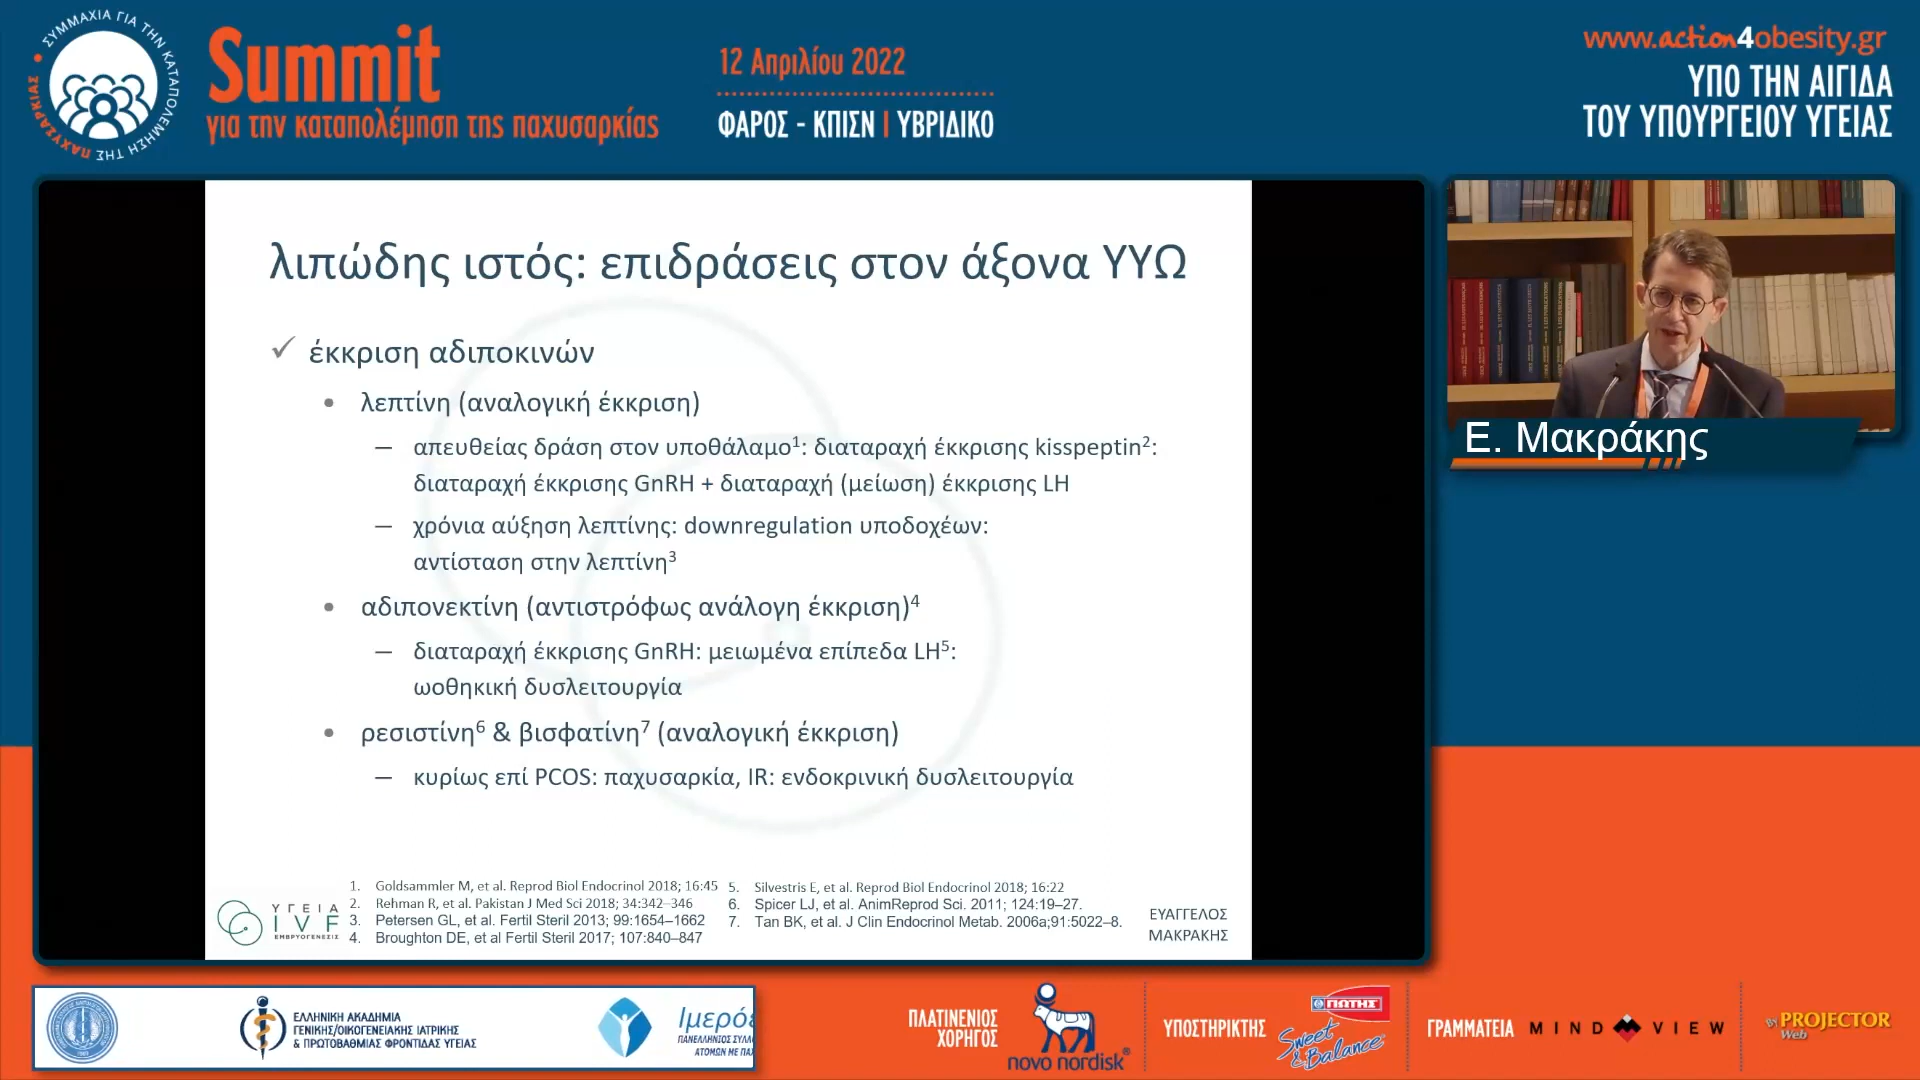 ΣΥΜΜΑΧΙΑ ΓΙΑ ΤΗΝ ΚΑΤΑΠΟΛΕΜΗΣΗ ΤΗΣ ΠΑΧΥΣΑΡΚΙΑΣ
Summit
για την καταπολέμηση της παχυσαρκίας
12 Απριλίου 2022
ΦΑΡΟΣ - ΚΠΙΣΝ | ΥΒΡΙΔΙΚΟ
www.action4obesity.gr
ΥΠΟ ΤΗΝ ΑΙΓΙΔΑ
ΤΟΥ ΥΠΟΥΡΓΕΙΟΥ ΥΓΕΙΑΣ
λιπώδης ιστός: επιδράσεις στον άξονα ΥΥΩ
✓ έκκριση αδιποκινών
• λεπτίνη (αναλογική έκκριση)
— απευθείας δράση στον υποθάλαμο¹: διαταραχή έκκρισης kisspeptin²:
διαταραχή έκκρισης GnRH + διαταραχή (μείωση) έκκρισης LH
— χρόνια αύξηση λεπτίνης: downregulation υποδοχέων:
αντίσταση στην λεπτίνη³
• αδιπονεκτίνη (αντιστρόφως ανάλογη έκκριση)⁴
— διαταραχή έκκρισης GnRH: μειωμένα επίπεδα LH⁵:
ωοθηκική δυσλειτουργία
• ρεσιστίνη⁶ & βισφατίνη⁷ (αναλογική έκκριση)
— κυρίως επί PCOS: παχυσαρκία, IR: ενδοκρινική δυσλειτουργία
1. Goldsammler M, et al. Reprod Biol Endocrinol 2018; 16:45
2. Rehman R, et al. Pakistan J Med Sci 2018; 34:342–346
3. Petersen GL, et al. Fertil Steril 2013; 99:1654–1662
4. Broughton DE, et al Fertil Steril 2017; 107:840–847
5. Silvestris E, et al. Reprod Biol Endocrinol 2018; 16:22
6. Spicer LJ, et al. AnimReprod Sci. 2011; 124:19–27.
7. Tan BK, et al. J Clin Endocrinol Metab. 2006a;91:5022–8.
ΥΓΕΙΑ
IVF
ΕΜΒΡΥΟΓΕΝΕΣΙΣ
ΕΥΑΓΓΕΛΟΣ
ΜΑΚΡΑΚΗΣ
Ε. Μακράκης
ΕΛΛΗΝΙΚΗ ΑΚΑΔΗΜΙΑ
ΓΕΝΙΚΗΣ/ΟΙΚΟΓΕΝΕΙΑΚΗΣ ΙΑΤΡΙΚΗΣ
& ΠΡΩΤΟΒΑΘΜΙΑΣ ΦΡΟΝΤΙΔΑΣ ΥΓΕΙΑΣ
ΠΛΑΤΙΝΕΝΙΟΣ
ΧΟΡΗΓΟΣ
novo nordisk®
ΥΠΟΣΤΗΡΙΚΤΗΣ
ΓΙΩΤΗΣ
Sweet
& Balance
ΓΡΑΜΜΑΤΕΙΑ
MIND VIEW
By PROJECTOR
Web